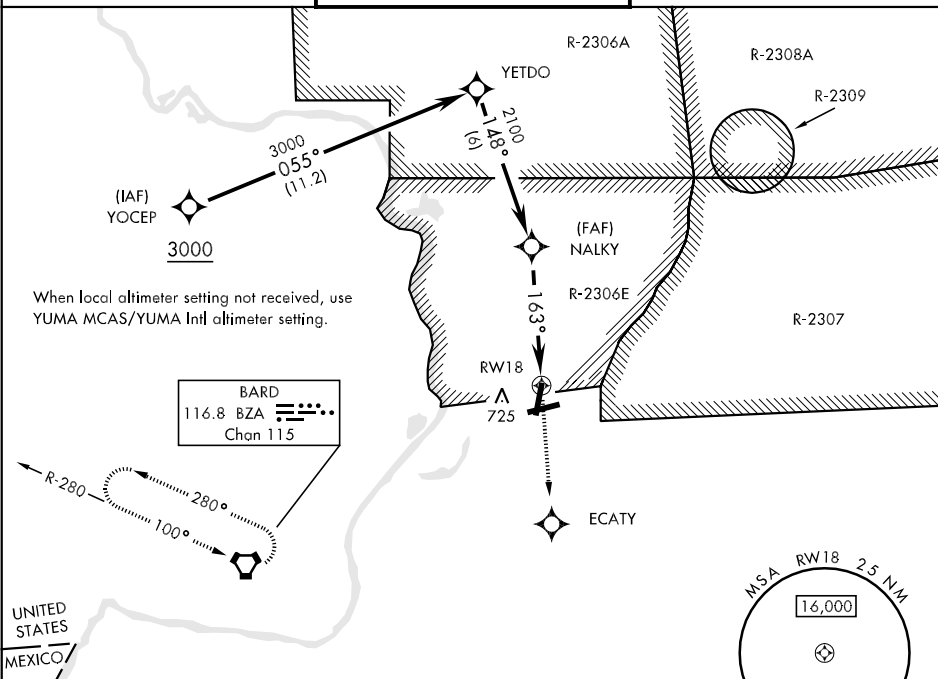 R-2306A
R-2308A
YETDO
R-2309
2100
148°
(6)
3000
055°
(11.2)
(IAF)
YOCEP
3000
(FAF)
NALKY
When local altimeter setting not received, use
YUMA MCAS/YUMA Intl altimeter setting.
R-2306E
163°
R-2307
RW18
725
BARD
116.8 BZA
Chan 115
R-280
280°
100°
ECATY
MSA RW18 25 NM
16,000
UNITED
STATES
MEXICO